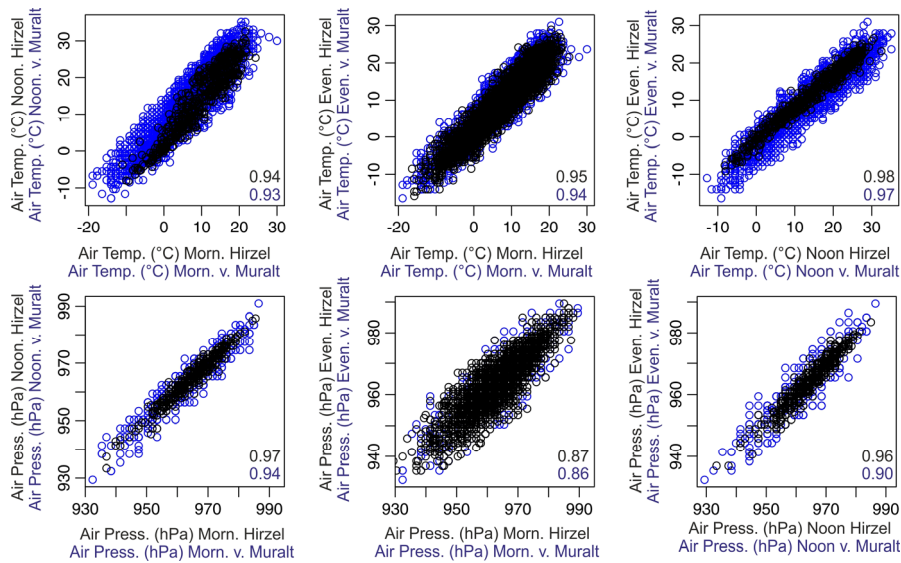 Air Temp. (°C) Noon. Hirzel
Air Temp. (°C) Noon. v. Muralt
30
20
10
0
-10
0.94
0.93
-20
0
10
20
30
Air Temp. (°C) Morn. Hirzel
Air Temp. (°C) Morn. v. Muralt
Air Temp. (°C) Even. Hirzel
Air Temp. (°C) Even. v. Muralt
30
20
10
0
-10
0.95
0.94
-20
0
10
20
30
Air Temp. (°C) Morn. Hirzel
Air Temp. (°C) Morn. v. Muralt
Air Temp. (°C) Even. Hirzel
Air Temp. (°C) Even. v. Muralt
30
20
10
0
-10
0.98
0.97
-10
0
10
20
30
Air Temp. (°C) Noon Hirzel
Air Temp. (°C) Noon v. Muralt
Air Press. (hPa) Noon. Hirzel
Air Press. (hPa) Noon. v. Muralt
990
970
950
930
0.97
0.94
930
950
970
990
Air Press. (hPa) Morn. Hirzel
Air Press. (hPa) Morn. v. Muralt
Air Press. (hPa) Even. Hirzel
Air Press. (hPa) Even. v. Muralt
980
960
940
0.87
0.86
930
950
970
990
Air Press. (hPa) Morn. Hirzel
Air Press. (hPa) Morn. v. Muralt
Air Press. (hPa) Even. Hirzel
Air Press. (hPa) Even. v. Muralt
980
960
940
0.96
0.90
930
950
970
990
Air Press. (hPa) Noon Hirzel
Air Press. (hPa) Noon v. Muralt